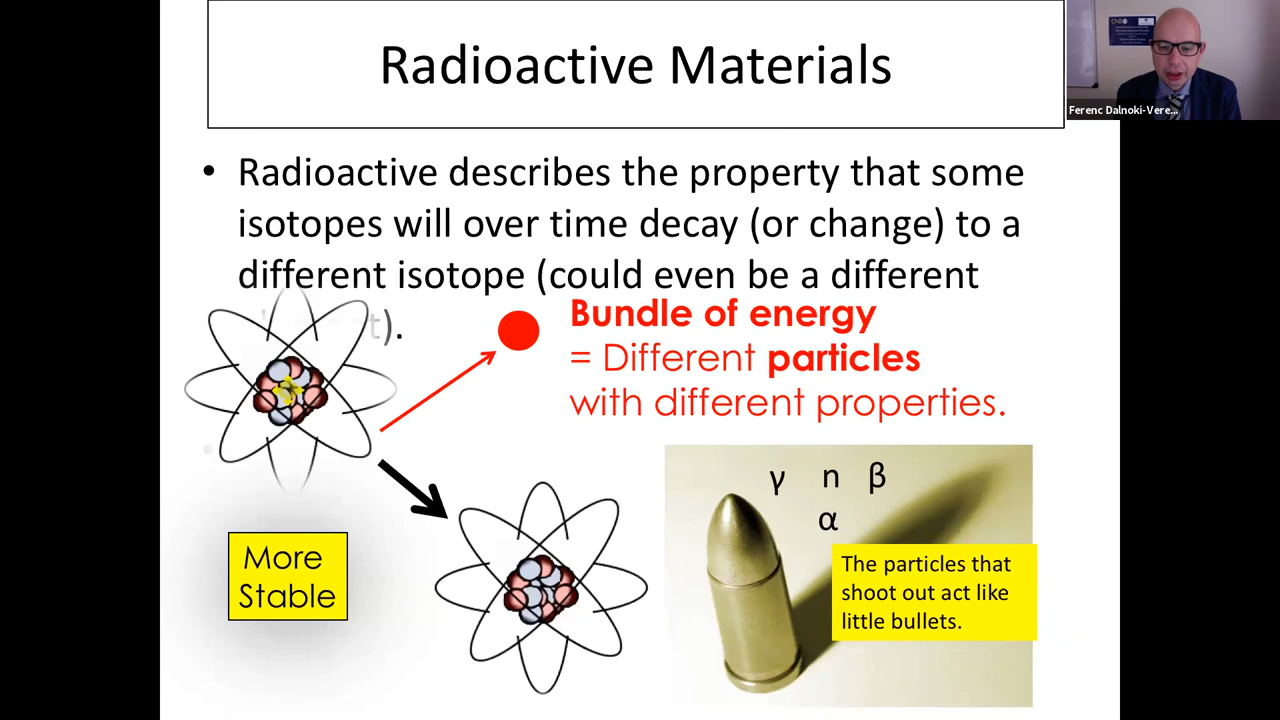 Radioactive Materials
Ferenc Dalnoki-Vere...
• Radioactive describes the property that some
isotopes will over time decay (or change) to a
different isotope (could even be a different
t).
Bundle of energy
= Different particles
with different properties.
γ n β
α
More
Stable
The particles that
shoot out act like
little bullets.